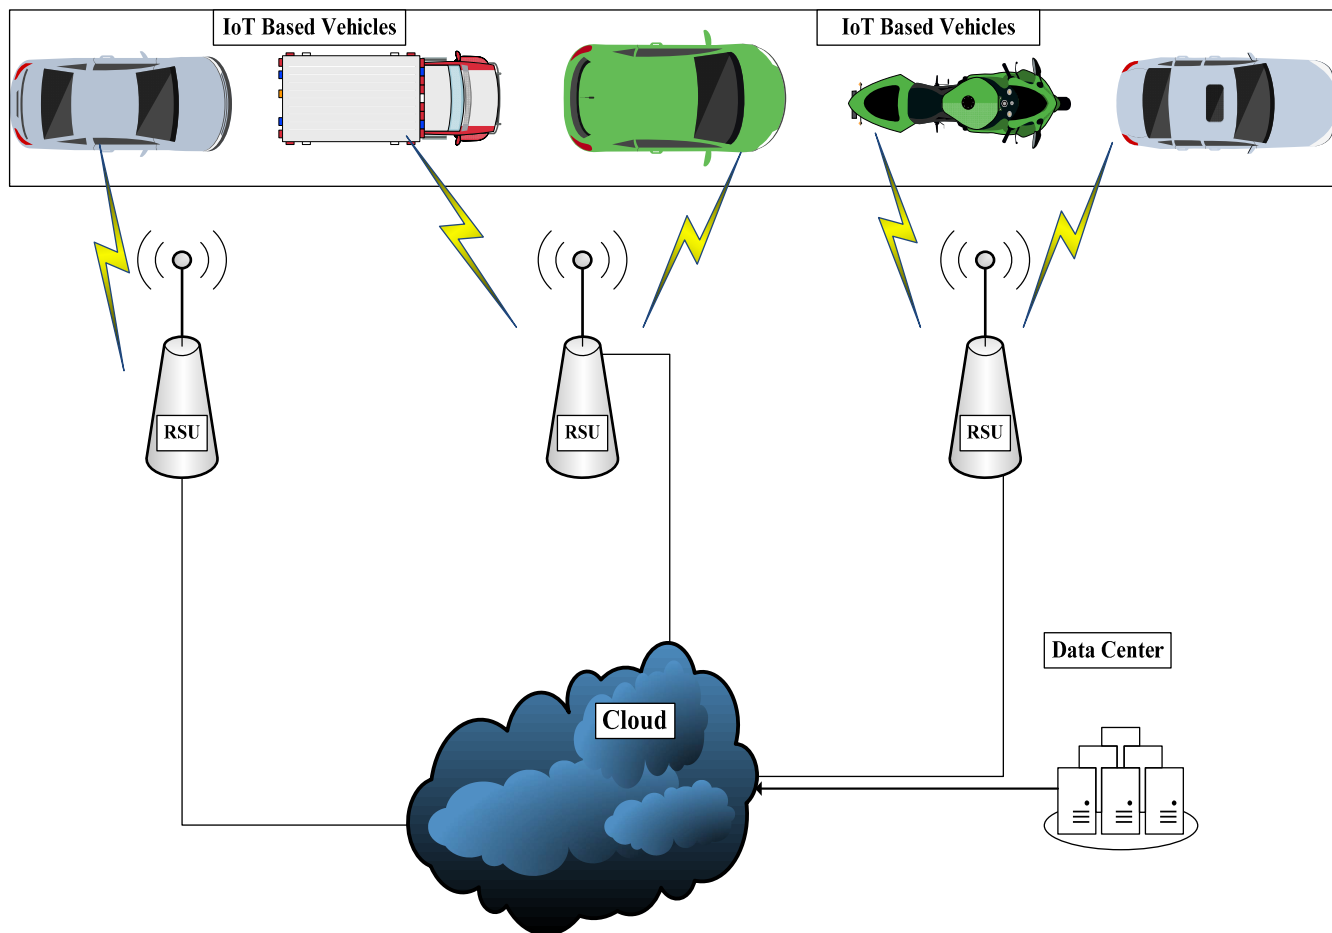 IoT Based Vehicles
IoT Based Vehicles
RSU
RSU
RSU
Data Center
Cloud